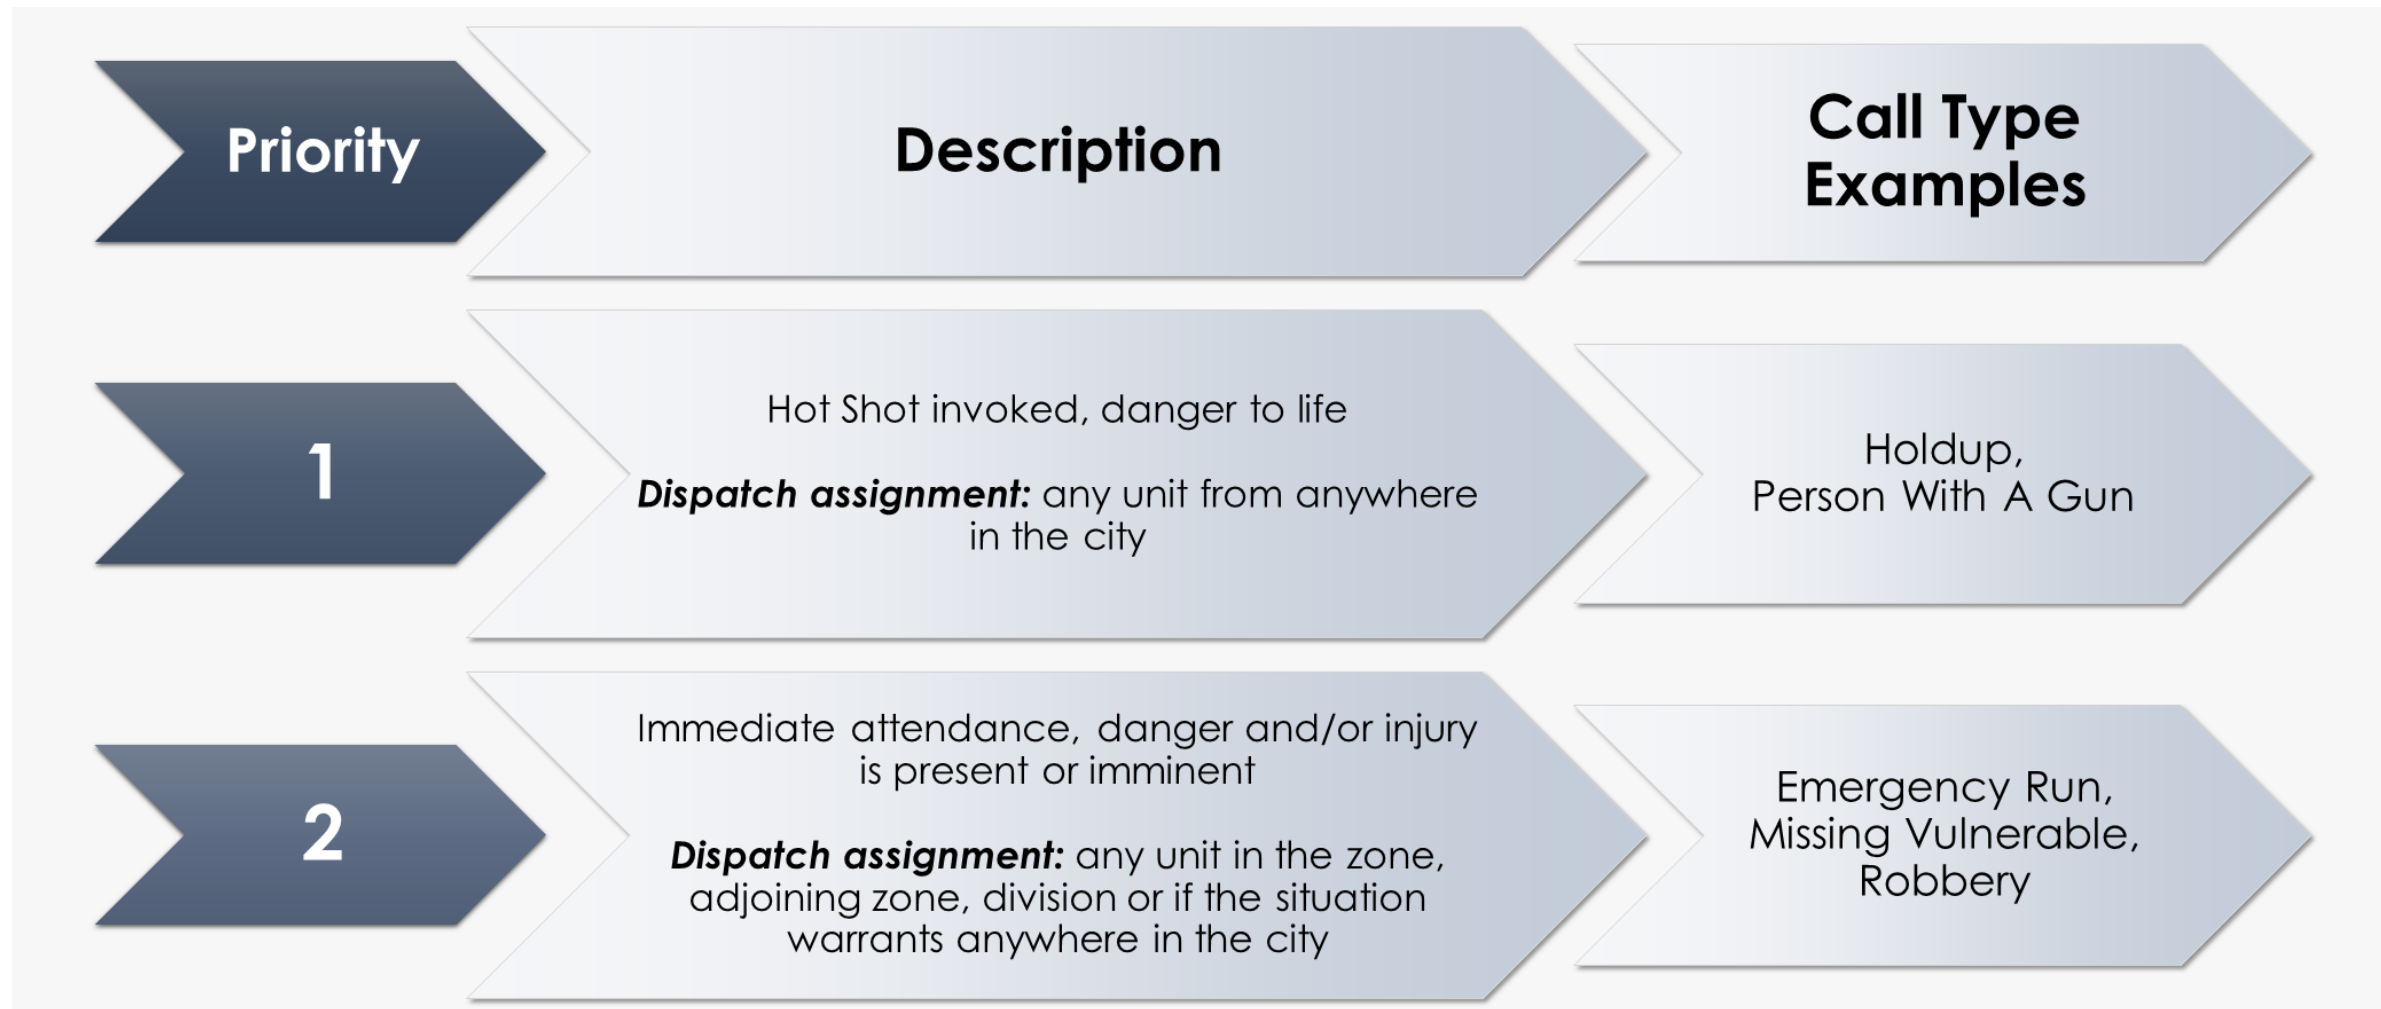 Priority
Description
Call Type
Examples
1
Hot Shot invoked, danger to life
Dispatch assignment: any unit from anywhere
in the city
Holdup,
Person With A Gun
2
Immediate attendance, danger and/or injury
is present or imminent
Dispatch assignment: any unit in the zone,
adjoining zone, division or if the situation
warrants anywhere in the city
Emergency Run,
Missing Vulnerable,
Robbery